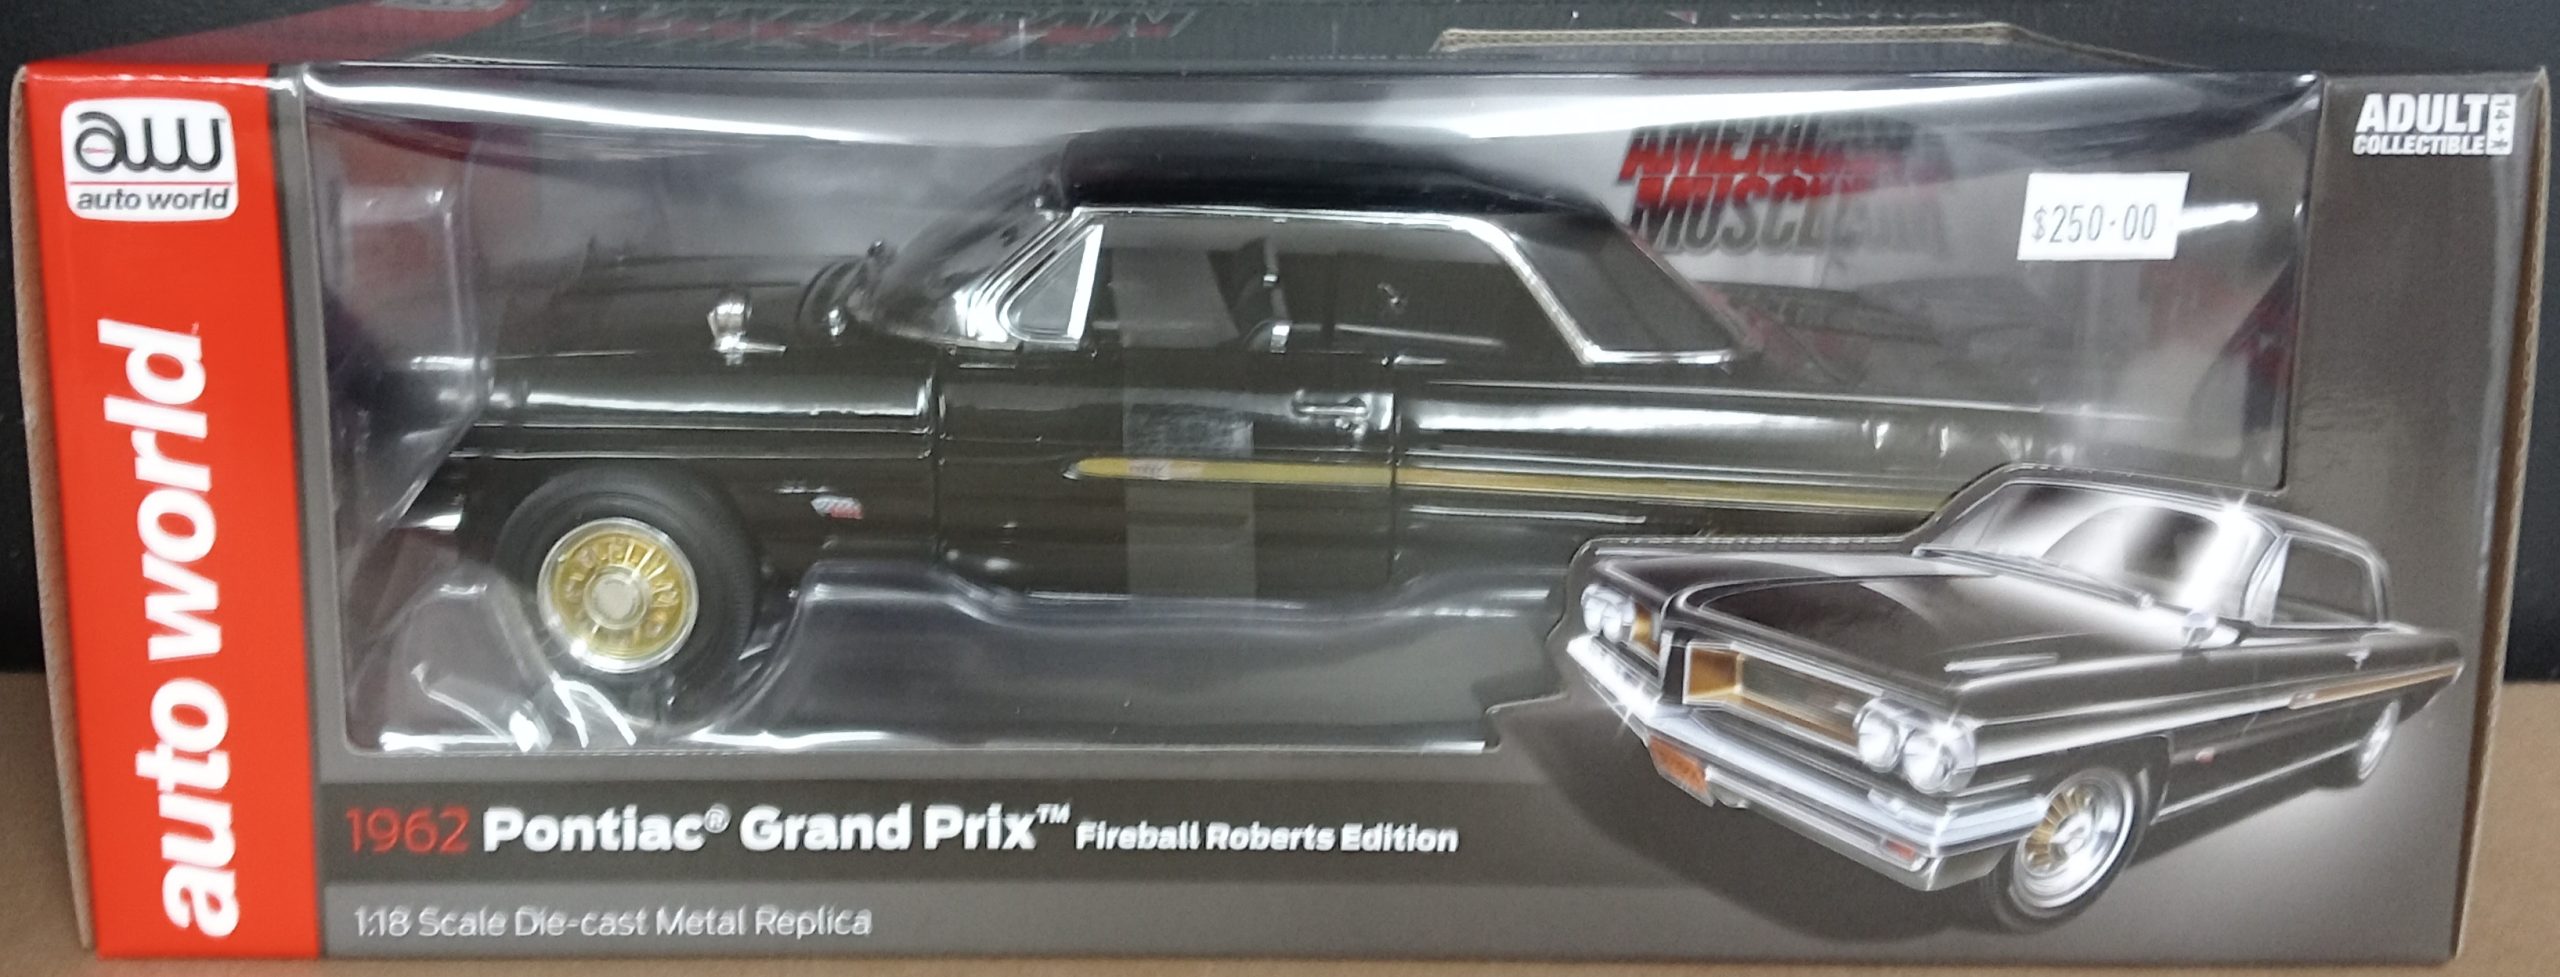 aw
auto world
auto world
AMERICAN
MUSCLE
$250.00
ADULT
COLLECTIBLE
14+
1962 Pontiac® Grand Prix™ Fireball Roberts Edition
1:18 Scale Die-cast Metal Replica